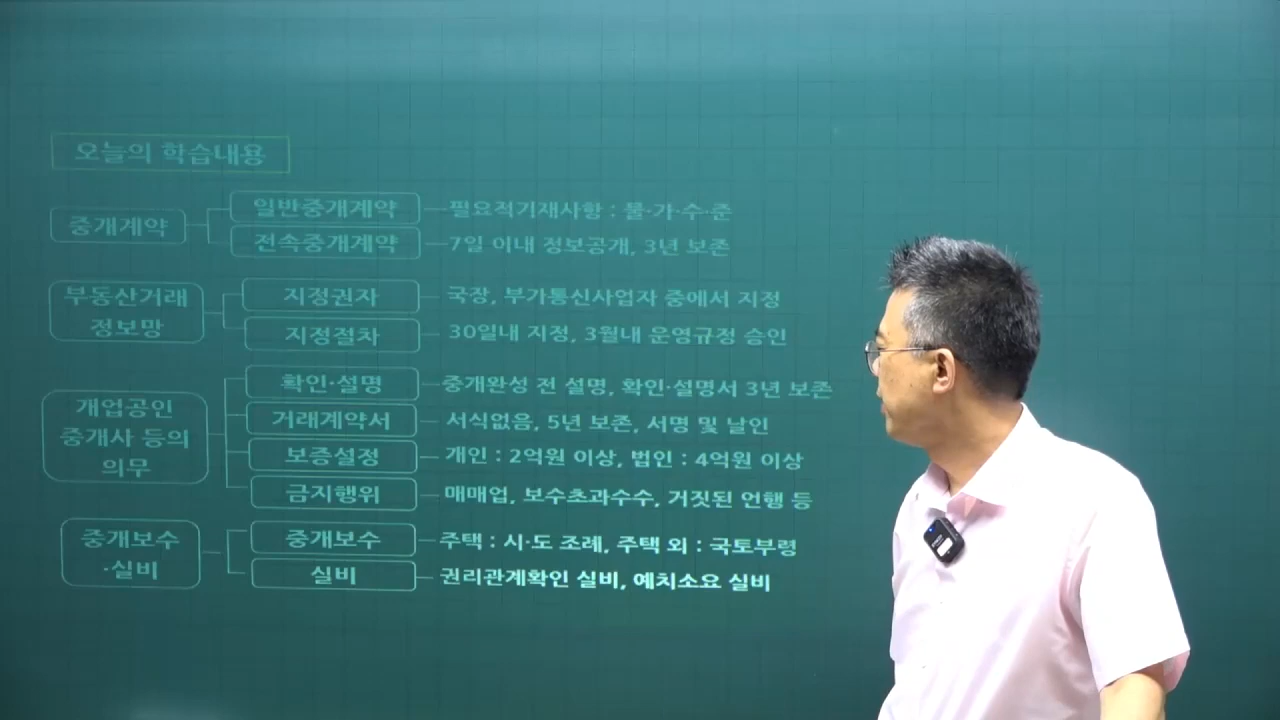 오늘의 학습내용
중개계약
일반중개계약
필요적기재사항 : 물·가·수·준
전속중개계약
7일 이내 정보공개, 3년 보존
부동산거래
정보망
지정권자
국장, 부가통신사업자 중에서 지정
지정절차
30일내 지정, 3월내 운영규정 승인
개업공인
중개사 등의
의무
확인·설명
중개완성 전 설명, 확인·설명서 3년 보존
거래계약서
서식없음, 5년 보존, 서명 및 날인
보증설정
개인 : 2억원 이상, 법인 : 4억원 이상
금지행위
매매업, 보수초과수수, 거짓된 언행 등
중개보수
·실비
중개보수
주택 : 시·도 조례, 주택 외 : 국토부령
실비
권리관계확인 실비, 예치소요 실비